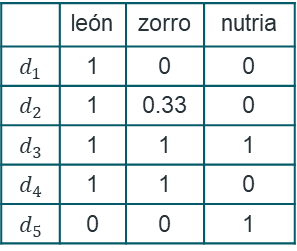 león zorro nutria
d₁ 1 0 0
d₂ 1 0.33 0
d₃ 1 1 1
d₄ 1 1 0
d₅ 0 0 1